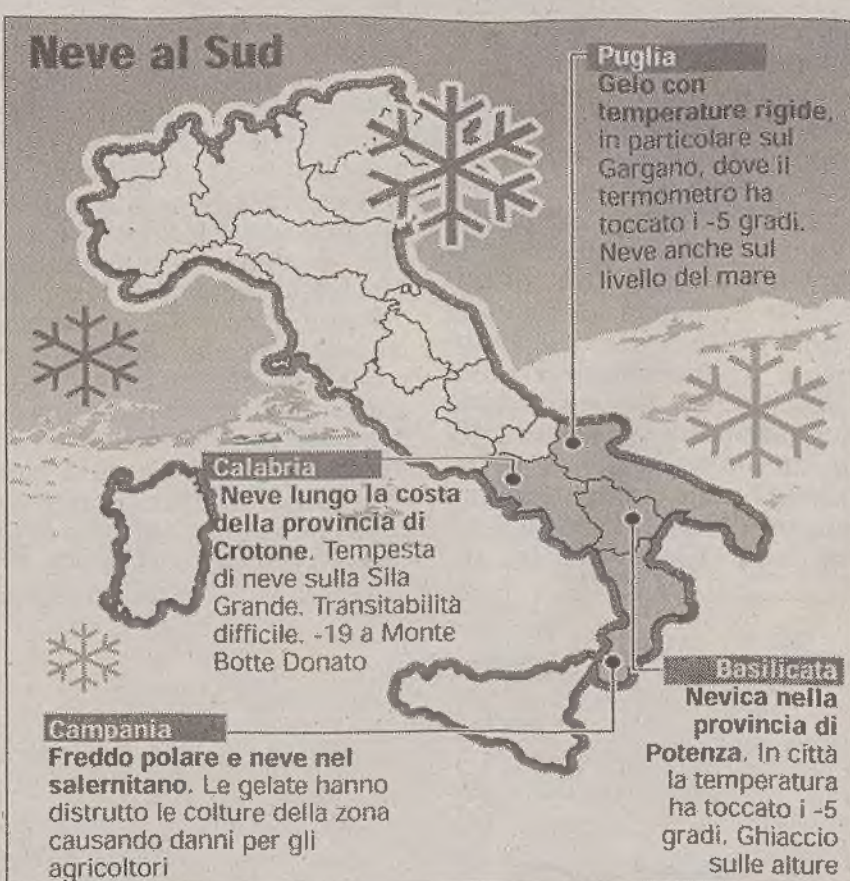 Neve al Sud
Puglia
Gelo con
temperature rigide,
in particolare sul
Gargano, dove il
termometro ha
toccato i -5 gradi.
Neve anche sul
livello del mare
Calabria
Neve lungo la costa
della provincia di
Crotone. Tempesta
di neve sulla Sila
Grande. Transitabilità
difficile. -19 a Monte
Botte Donato
Campania
Freddo polare e neve nel
salernitano. Le gelate hanno
distrutto le colture della zona
causando danni per gli
agricoltori
Basilicata
Nevica nella
provincia di
Potenza. In città
la temperatura
ha toccato i -5
gradi. Ghiaccio
sulle alture